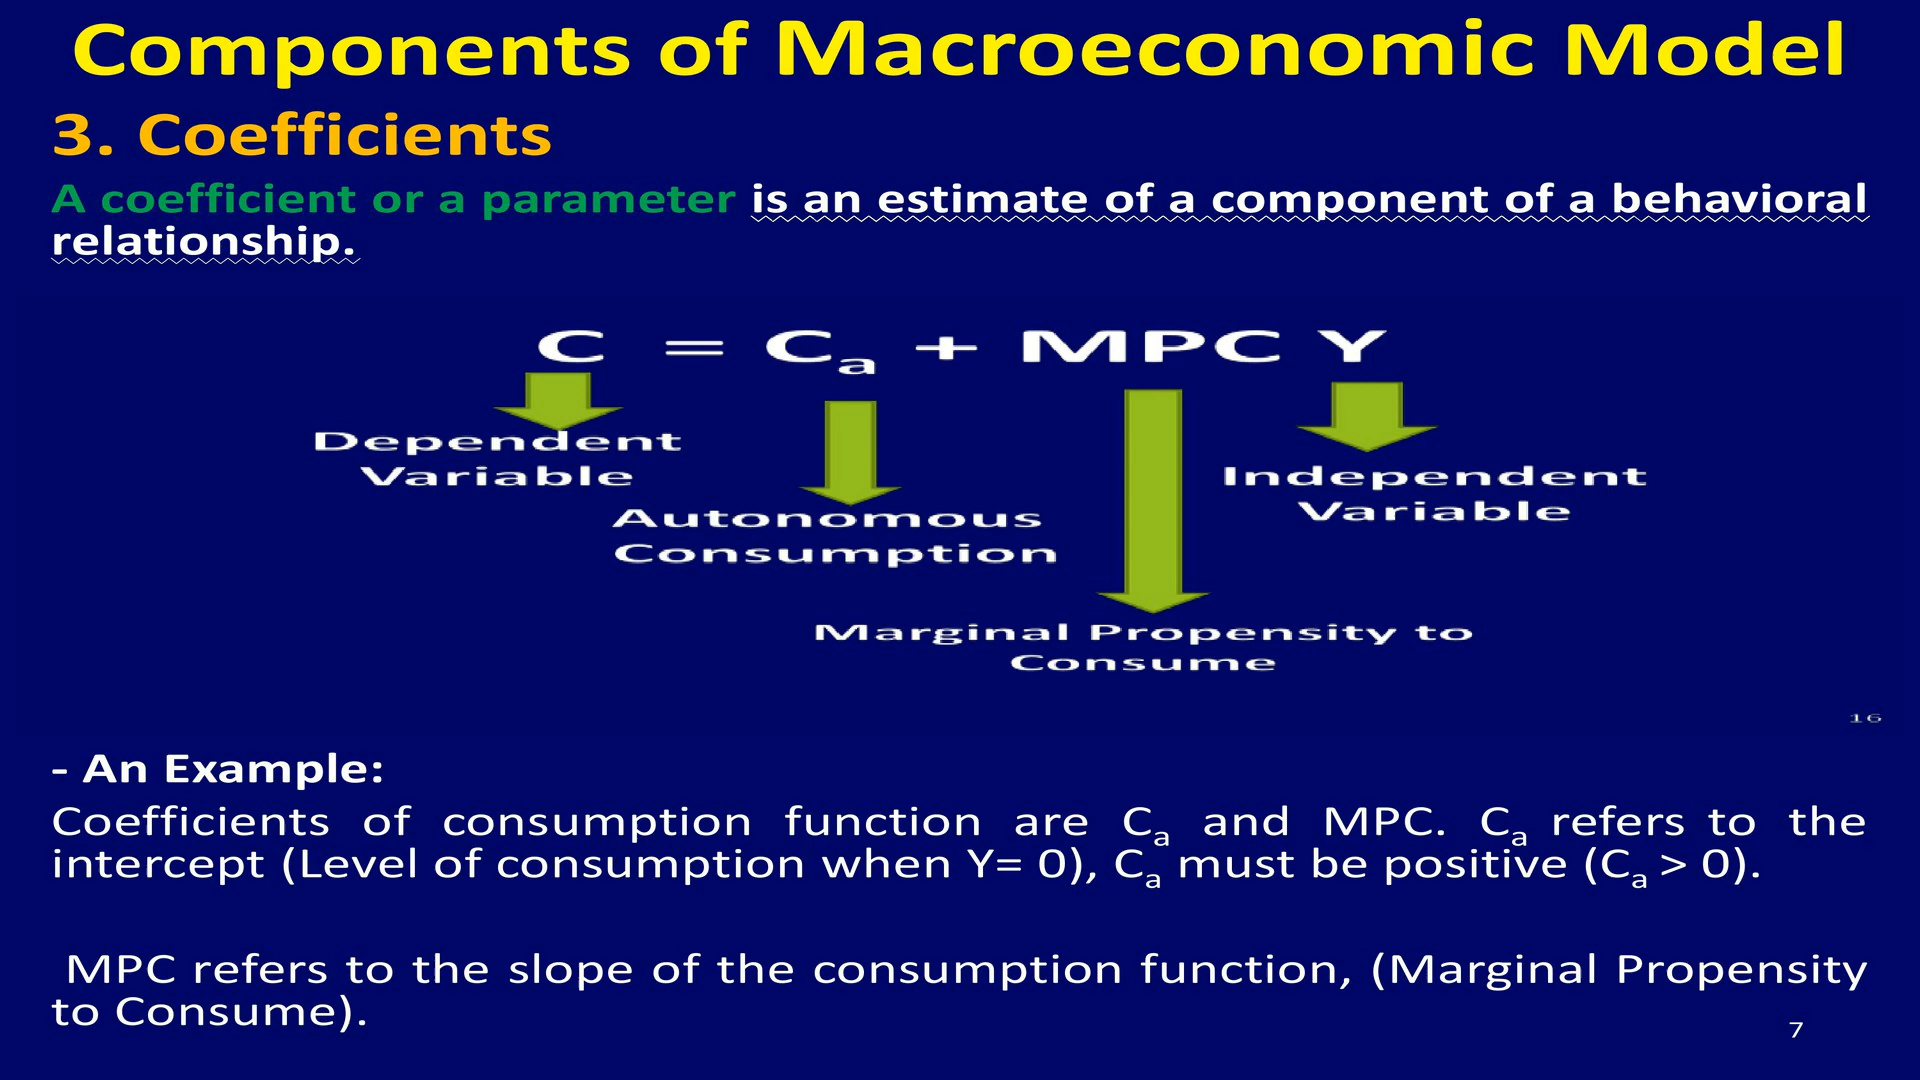 Components of Macroeconomic Model
3. Coefficients
A coefficient or a parameter is an estimate of a component of a behavioral
relationship.
C = Cₐ + MPC Y
Dependent
Variable
Autonomous
Consumption
Independent
Variable
Marginal Propensity to
Consume
16
- An Example:
Coefficients of consumption function are Cₐ and MPC. Cₐ refers to the
intercept (Level of consumption when Y= 0), Cₐ must be positive (Cₐ > 0).
MPC refers to the slope of the consumption function, (Marginal Propensity
to Consume).
7